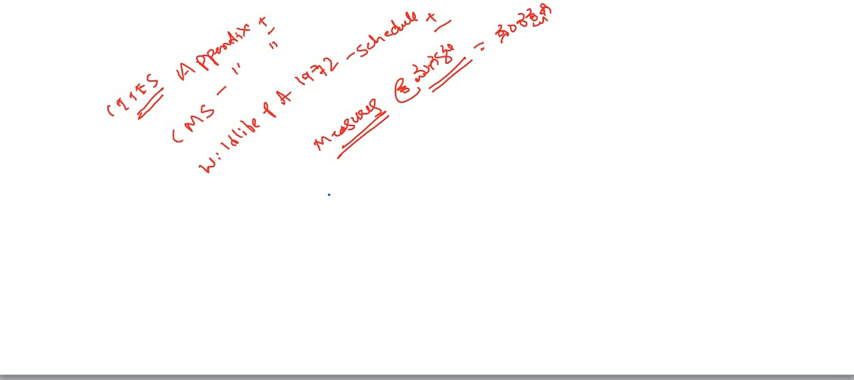 CITES (Appendix I
CMS - " "
Wildlife P A 1972 - schedule I
Measures